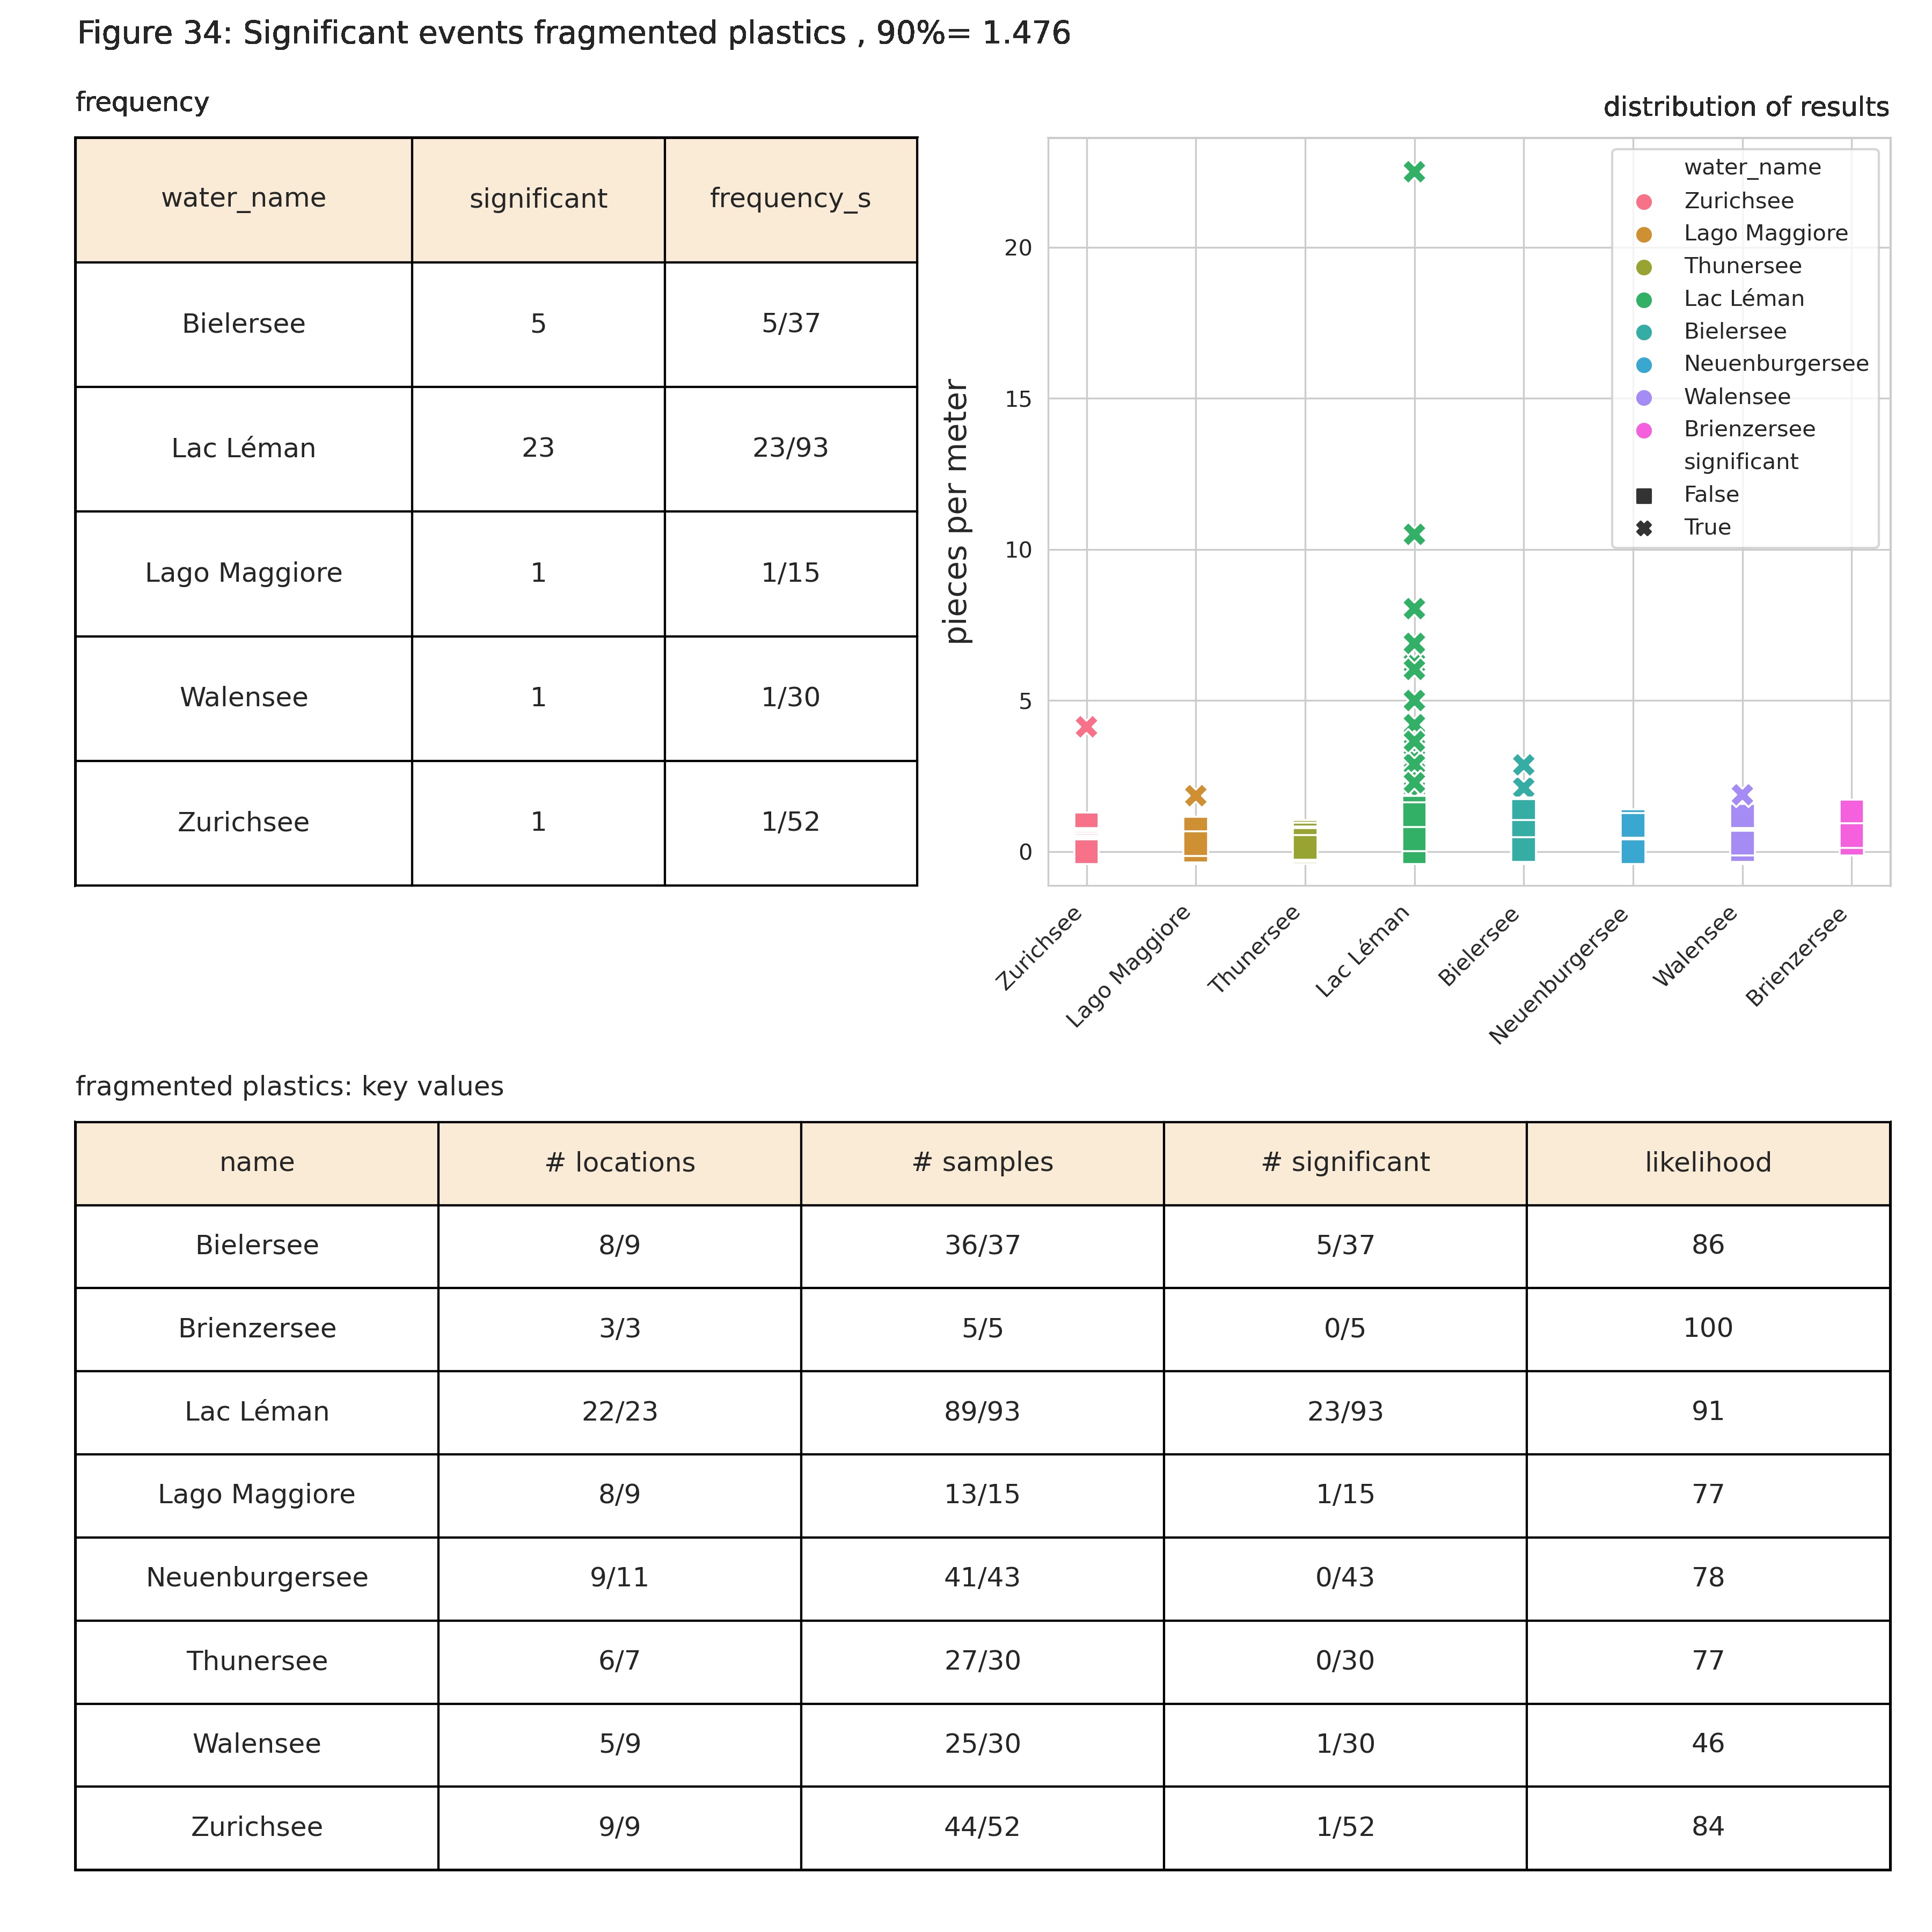 Figure 34: Significant events fragmented plastics , 90%= 1.476
frequency
water_name significant frequency_s
Bielersee 5 5/37
Lac Léman 23 23/93
Lago Maggiore 1 1/15
Walensee 1 1/30
Zurichsee 1 1/52
distribution of results
pieces per meter
20
15
10
5
0
water_name
Zurichsee
Lago Maggiore
Thunersee
Lac Léman
Bielersee
Neuenburgersee
Walensee
Brienzersee
significant
False
True
Zurichsee
Lago Maggiore
Thunersee
Lac Léman
Bielersee
Neuenburgersee
Walensee
Brienzersee
fragmented plastics: key values
name # locations # samples # significant likelihood
Bielersee 8/9 36/37 5/37 86
Brienzersee 3/3 5/5 0/5 100
Lac Léman 22/23 89/93 23/93 91
Lago Maggiore 8/9 13/15 1/15 77
Neuenburgersee 9/11 41/43 0/43 78
Thunersee 6/7 27/30 0/30 77
Walensee 5/9 25/30 1/30 46
Zurichsee 9/9 44/52 1/52 84